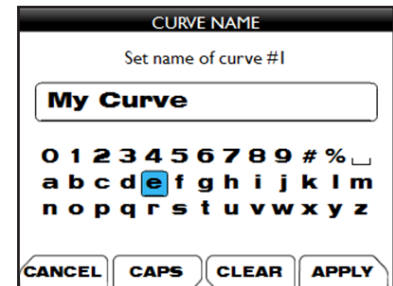 CURVE NAME
Set name of curve #1
My Curve
0 1 2 3 4 5 6 7 8 9 # % ⎵
a b c d e f g h i j k l m
n o p q r s t u v w x y z
CANCEL CAPS CLEAR APPLY